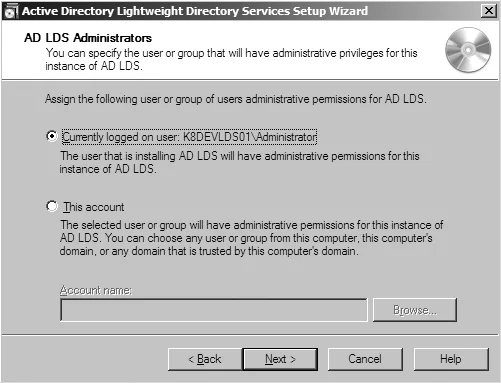 Active Directory Lightweight Directory Services Setup Wizard
AD LDS Administrators
You can specify the user or group that will have administrative privileges for this
instance of AD LDS.
Assign the following user or group of users administrative permissions for AD LDS.
Currently logged on user: K8DEVLDS01\Administrator
The user that is installing AD LDS will have administrative permissions for this
instance of AD LDS.
This account
The selected user or group will have administrative permissions for this instance of
AD LDS. You can choose any user or group from this computer, this computer's
domain, or any domain that is trusted by this computer's domain.
Account name:
Browse...
< Back
Next >
Cancel
Help